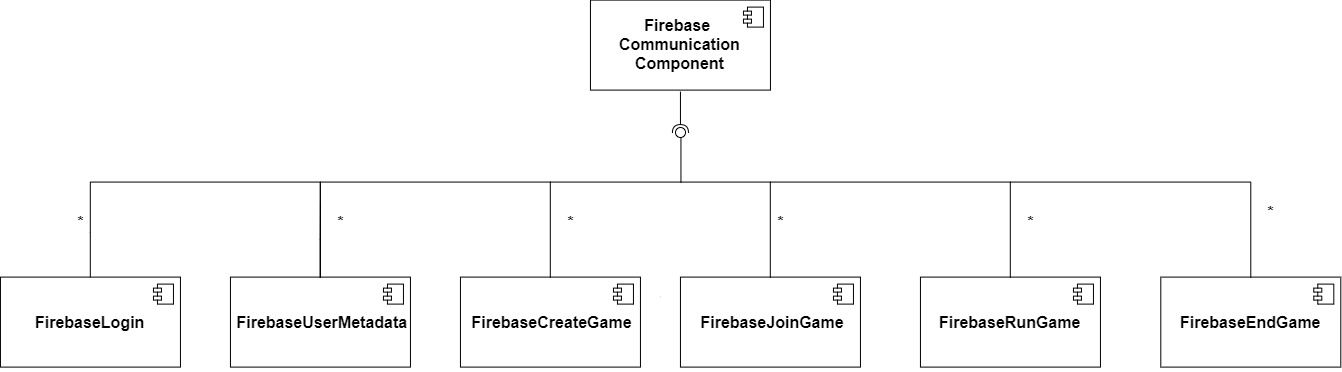 Firebase
Communication
Component
* * * * * *
FirebaseLogin
FirebaseUserMetadata
FirebaseCreateGame
FirebaseJoinGame
FirebaseRunGame
FirebaseEndGame